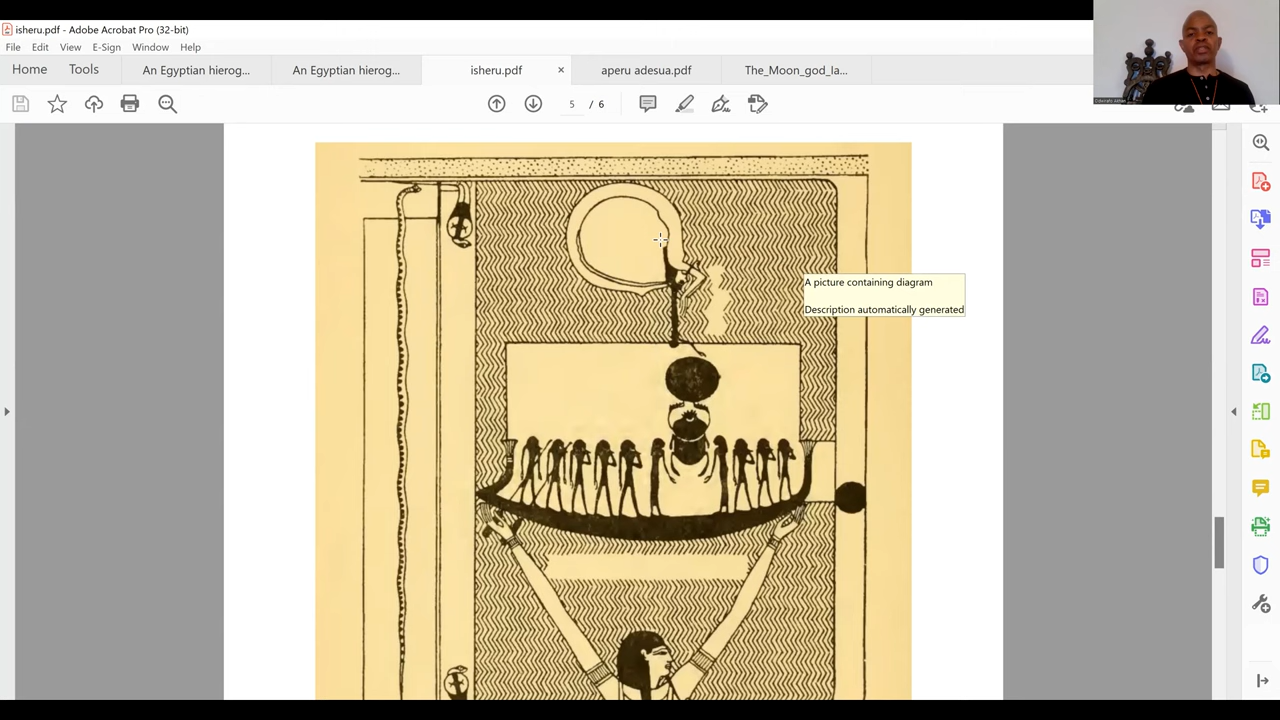 isheru.pdf - Adobe Acrobat Pro (32-bit)
File Edit View E-Sign Window Help
Home Tools An Egyptian hierog... An Egyptian hierog... isheru.pdf × aperu adesua.pdf The_Moon_god_la...
5 / 6
A picture containing diagram
Description automatically generated